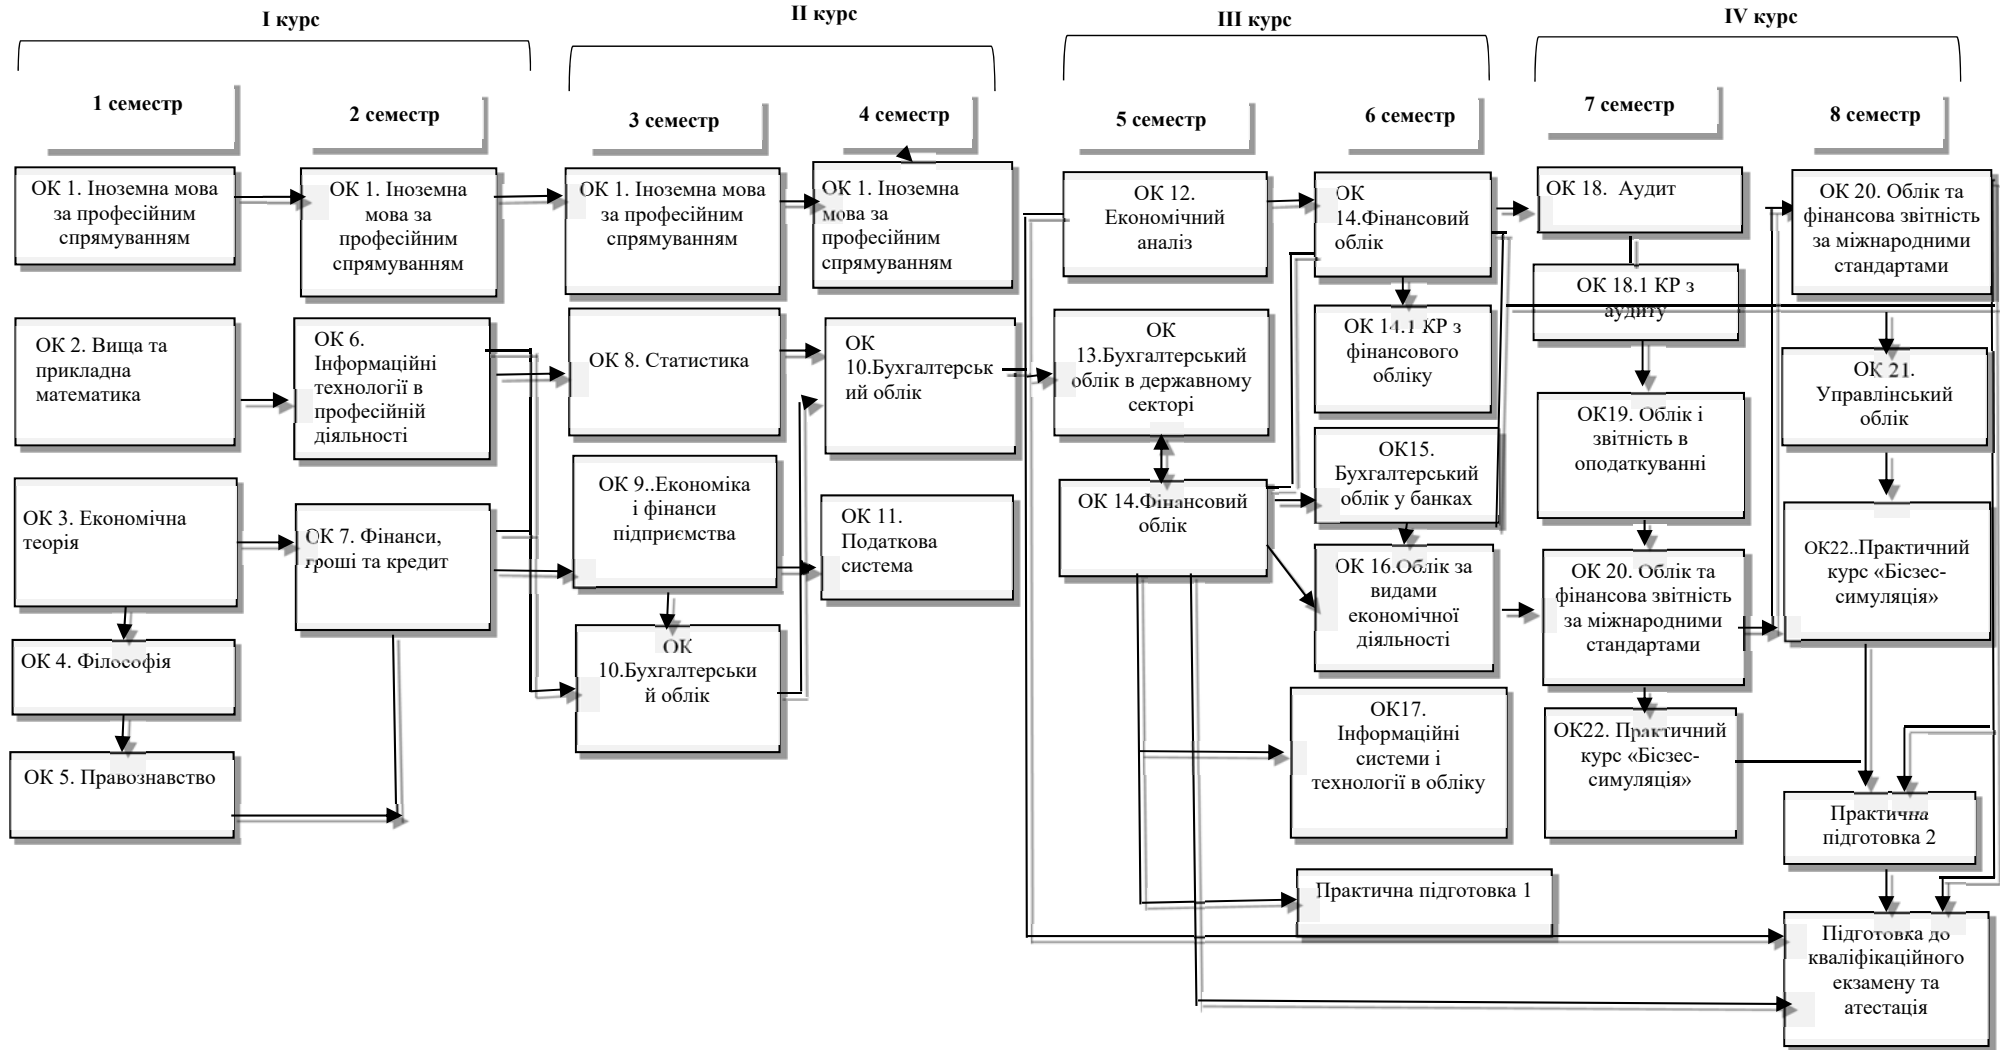 I курс
II курс
III курс
IV курс
1 семестр
2 семестр
3 семестр
4 семестр
5 семестр
6 семестр
7 семестр
8 семестр
ОК 1. Іноземна мова
за професійним
спрямуванням
ОК 2. Вища та
прикладна
математика
ОК 3. Економічна
теорія
ОК 4. Філософія
ОК 5. Правознавство
ОК 1. Іноземна
мова за
професійним
спрямуванням
ОК 6.
Інформаційні
технології в
професійній
діяльності
ОК 7. Фінанси,
гроші та кредит
ОК 1. Іноземна мова
за професійним
спрямуванням
ОК 8. Статистика
ОК 9..Економіка
і фінанси
підприємства
ОК
10.Бухгалтерськи
й облік
ОК 1. Іноземна
мова за
професійним
спрямуванням
ОК
10.Бухгалтерськ
ий облік
ОК 11.
Податкова
система
ОК 12.
Економічний
аналіз
ОК
13.Бухгалтерський
облік в державному
секторі
ОК 14.Фінансовий
облік
ОК
14.Фінансовий
облік
ОК 14.1 КР з
фінансового
обліку
ОК15.
Бухгалтерський
облік у банках
ОК 16.Облік за
видами
економічної
діяльності
ОК17.
Інформаційні
системи і
технології в обліку
Практична підготовка 1
ОК 18. Аудит
ОК 18.1 КР з
аудиту
ОК19. Облік і
звітність в
оподаткуванні
ОК 20. Облік та
фінансова звітність
за міжнародними
стандартами
ОК22. Практичний
курс «Бісзес-
симуляція»
ОК 20. Облік та
фінансова звітність
за міжнародними
стандартами
ОК 21.
Управлінський
облік
ОК22..Практичний
курс «Бісзес-
симуляція»
Практична
підготовка 2
Підготовка до
кваліфікаційного
екзамену та
атестація